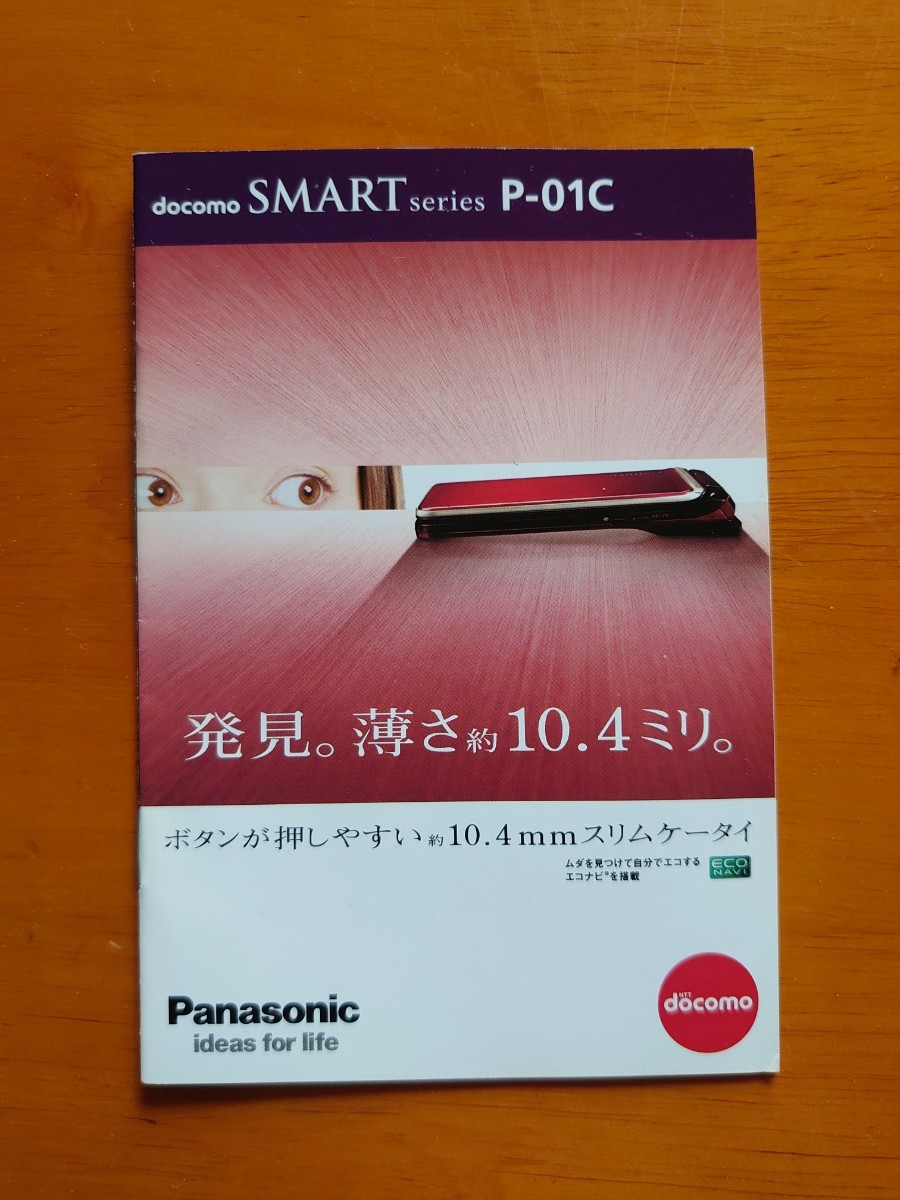 docomo SMART series P-01C
発見。薄さ約10.4ミリ。
ボタンが押しやすい約10.4mmスリムケータイ
ムダを見つけて自分でエコする
エコナビ®を搭載
ECO
NAVI
Panasonic
ideas for life
NTT
docomo